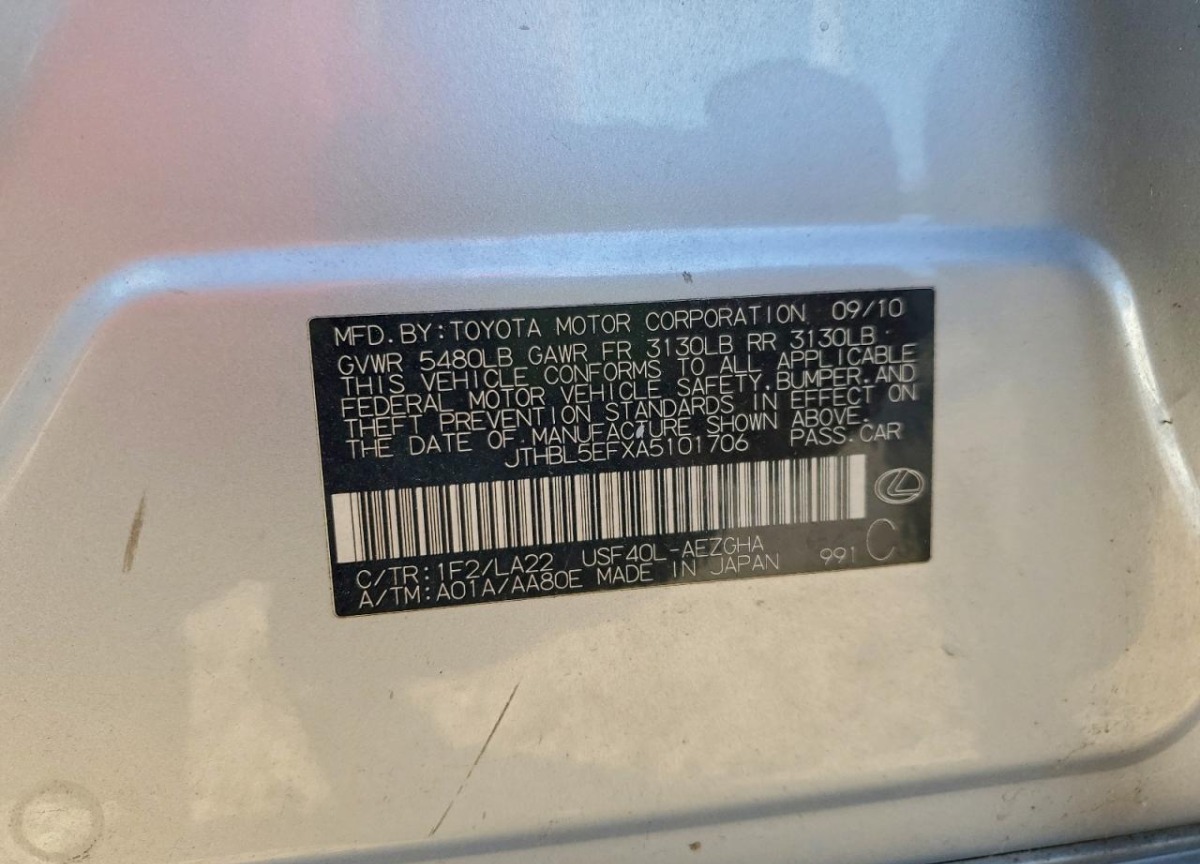 MFD. BY: TOYOTA MOTOR CORPORATION 09/10
GVWR 5480LB GAWR FR 3130LB RR 3130LB
THIS VEHICLE CONFORMS TO ALL APPLICABLE
FEDERAL MOTOR VEHICLE SAFETY, BUMPER, AND
THEFT PREVENTION STANDARDS IN EFFECT ON
THE DATE OF MANUFACTURE SHOWN ABOVE.
JTHBL5EFXA5101706 PASS. CAR
C/TR: 1F2/LA22 USF40L-AEZGHA
A/TM: A01A/AA80E MADE IN JAPAN 991 C